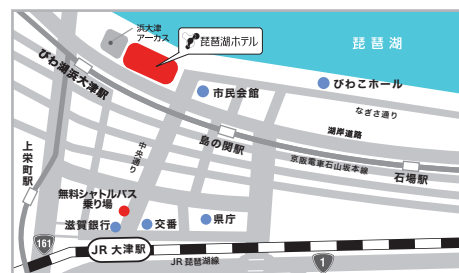 浜大津
アーカス
琵琶湖ホテル
琵琶湖
びわ湖浜大津駅
市民会館
びわこホール
なぎさ通り
湖岸道路
島の関駅
中央通り
京阪電車石山坂本線
石場駅
上栄町駅
無料シャトルバス
乗り場
滋賀銀行
交番
県庁
161
JR 大津駅
JR 琵琶湖線
1